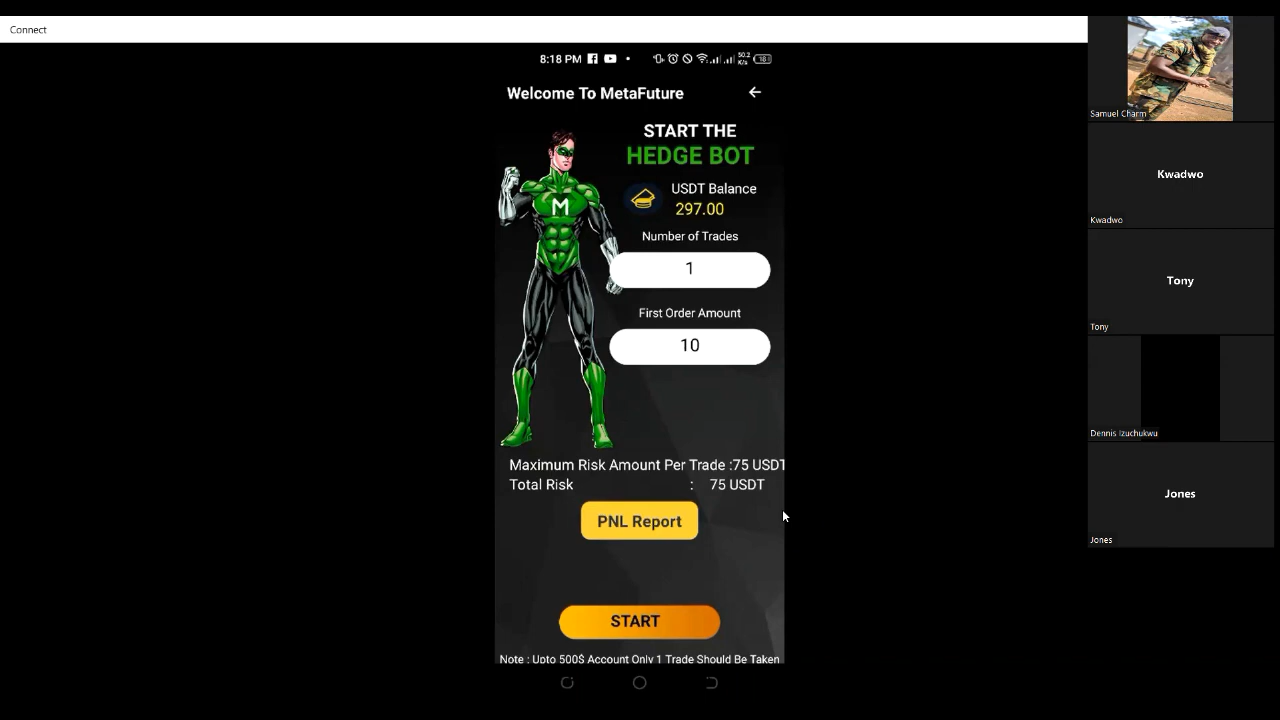 Connect
8:18 PM
50.2
K/s
18
Welcome To MetaFuture
START THE
HEDGE BOT
USDT Balance
297.00
Number of Trades
1
First Order Amount
10
M
Maximum Risk Amount Per Trade :75 USDT
Total Risk : 75 USDT
PNL Report
START
Note : Upto 500$ Account Only 1 Trade Should Be Taken
Samuel Charm
Kwadwo
Kwadwo
Tony
Tony
Dennis Izuchukwu
Jones
Jones